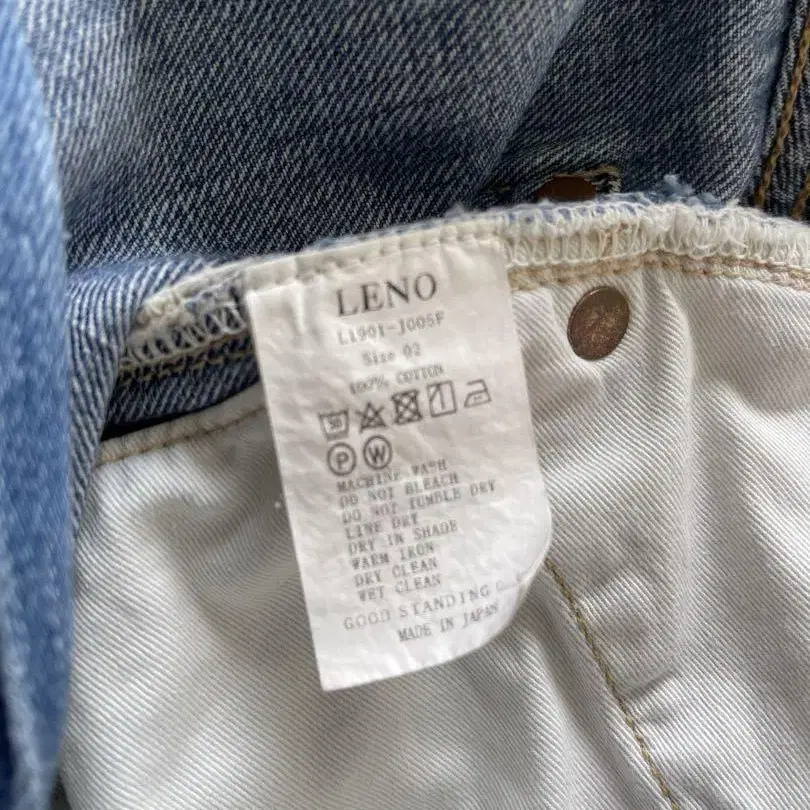 LENO
L1901-J005F
Size 02
100% COTTON
30
P W
MACHINE WASH
DO NOT BLEACH
DO NOT TUMBLE DRY
LINE DRY
DRY IN SHADE
WARM IRON
DRY CLEAN
WET CLEAN
GOOD STANDING
MADE IN JAPAN